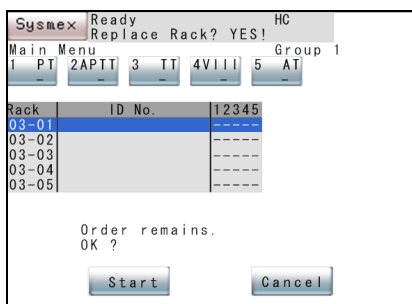 Sysmex Ready HC
Replace Rack? YES!
Main Menu Group 1
1 PT 2APTT 3 TT 4VIII 5 AT
- - - - -
Rack ID No. 12345
03-01 -----
03-02 -----
03-03 -----
03-04 -----
03-05 -----
Order remains.
OK ?
Start Cancel